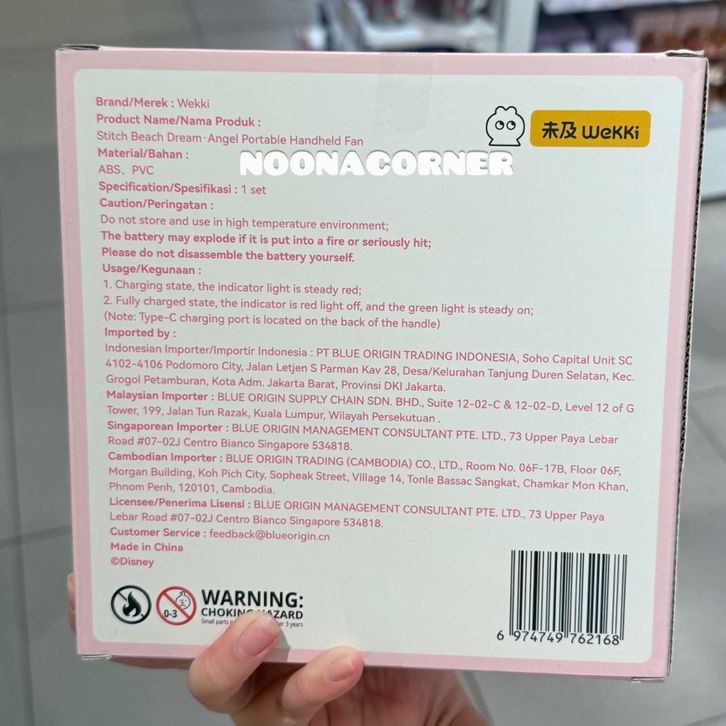 Brand/Merek : Wekki
Product Name/Nama Produk :
Stitch Beach Dream·Angel Portable Handheld Fan
未及 WeKKi
NOONACORNER
Material/Bahan :
ABS、PVC
Specification/Spesifikasi : 1 set
Caution/Peringatan :
Do not store and use in high temperature environment;
The battery may explode if it is put into a fire or seriously hit;
Please do not disassemble the battery yourself.
Usage/Kegunaan :
1. Charging state, the indicator light is steady red;
2. Fully charged state, the indicator is red light off, and the green light is steady on;
(Note: Type-C charging port is located on the back of the handle)
Imported by :
Indonesian Importer/Importir Indonesia : PT BLUE ORIGIN TRADING INDONESIA, Soho Capital Unit SC
4102-4106 Podomoro City, Jalan Letjen S Parman Kav 28, Desa/Kelurahan Tanjung Duren Selatan, Kec.
Grogol Petamburan, Kota Adm. Jakarta Barat, Provinsi DKI Jakarta.
Malaysian Importer : BLUE ORIGIN SUPPLY CHAIN SDN. BHD., Suite 12-02-C & 12-02-D, Level 12 of G
Tower, 199, Jalan Tun Razak, Kuala Lumpur, Wilayah Persekutuan .
Singaporean Importer : BLUE ORIGIN MANAGEMENT CONSULTANT PTE. LTD., 73 Upper Paya Lebar
Road #07-02J Centro Bianco Singapore 534818.
Cambodian Importer : BLUE ORIGIN TRADING (CAMBODIA) CO., LTD., Room No. 06F-17B, Floor 06F,
Morgan Building, Koh Pich City, Sopheak Street, Village 14, Tonle Bassac Sangkat, Chamkar Mon Khan,
Phnom Penh, 120101, Cambodia.
Licensee/Penerima Lisensi : BLUE ORIGIN MANAGEMENT CONSULTANT PTE. LTD., 73 Upper Paya
Lebar Road #07-02J Centro Bianco Singapore 534818.
Customer Service : feedback@blueorigin.cn
Made in China
©Disney
0-3
WARNING:
CHOKING HAZARD
Small parts 3 years
6 974749 762168